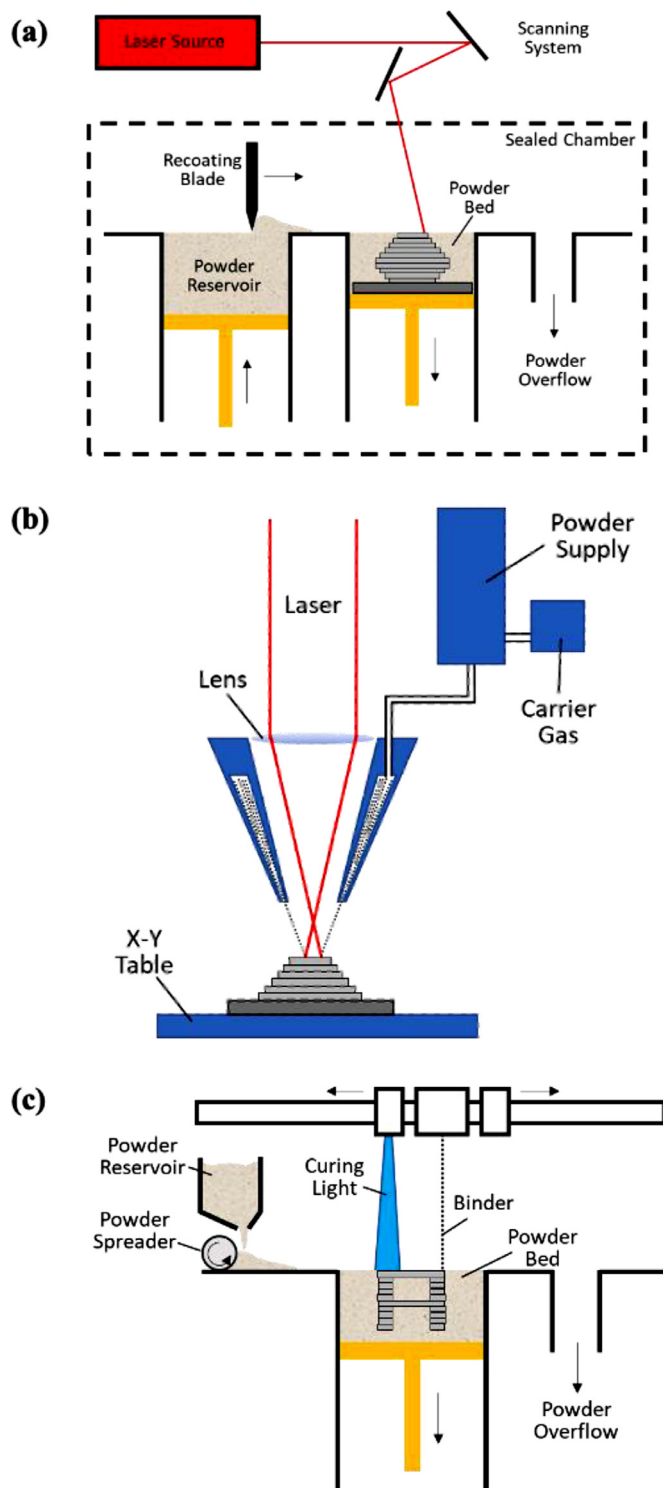 (a)
Laser Source
Scanning
System
Sealed Chamber
Recoating
Blade
Powder
Bed
Powder
Reservoir
Powder
Overflow
(b)
Powder
Supply
Laser
Lens
Carrier
Gas
X-Y
Table
(c)
Powder
Reservoir
Curing
Light
Binder
Powder
Spreader
Powder
Bed
Powder
Overflow